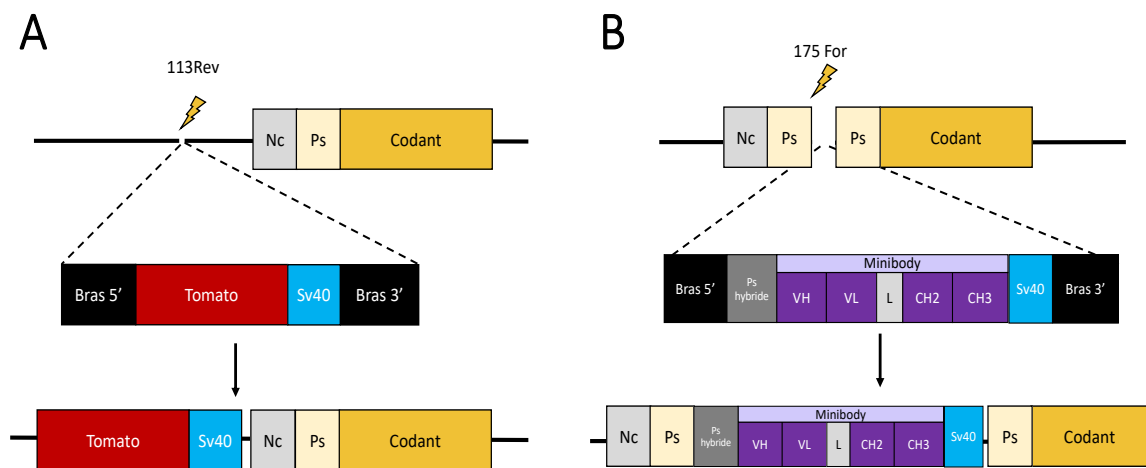 A
113Rev
Nc Ps Codant
Bras 5' Tomato Sv40 Bras 3'
Tomato Sv40 Nc Ps Codant
B
175 For
Nc Ps Ps Codant
Minibody
Bras 5' Ps hybride VH VL L CH2 CH3 Sv40 Bras 3'
Minibody
Nc Ps Ps hybride VH VL L CH2 CH3 Sv40 Ps Codant